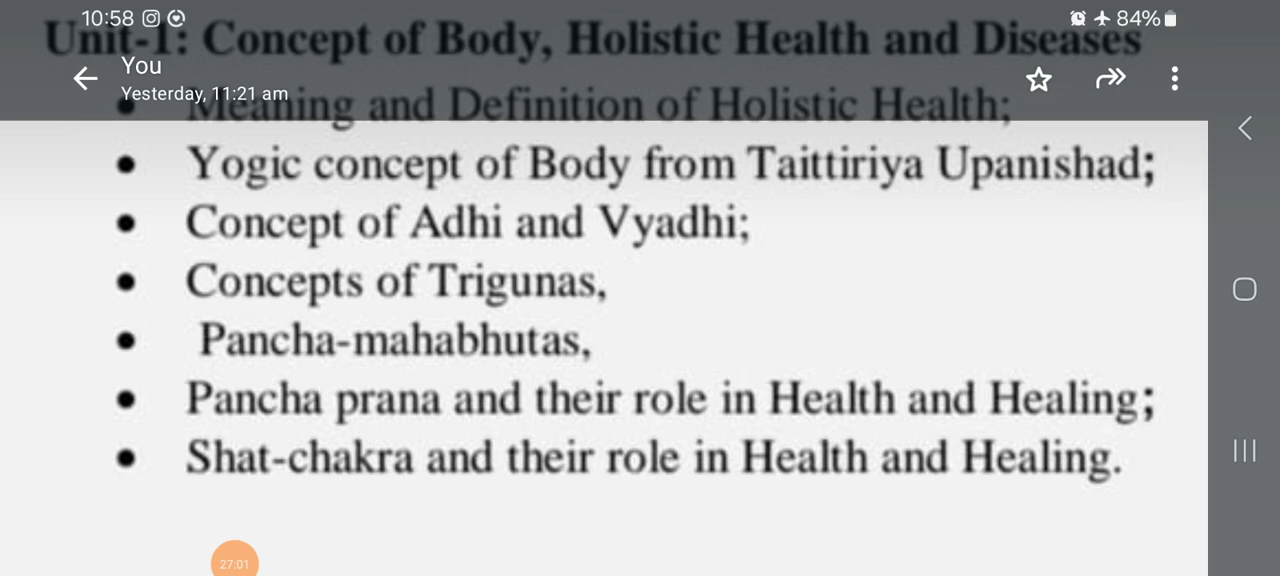 10:58 84%
Unit-1: Concept of Body, Holistic Health and Diseases
You
Yesterday, 11:21 am
• Meaning and Definition of Holistic Health;
• Yogic concept of Body from Taittiriya Upanishad;
• Concept of Adhi and Vyadhi;
• Concepts of Trigunas,
• Pancha-mahabhutas,
• Pancha prana and their role in Health and Healing;
• Shat-chakra and their role in Health and Healing.
27:01